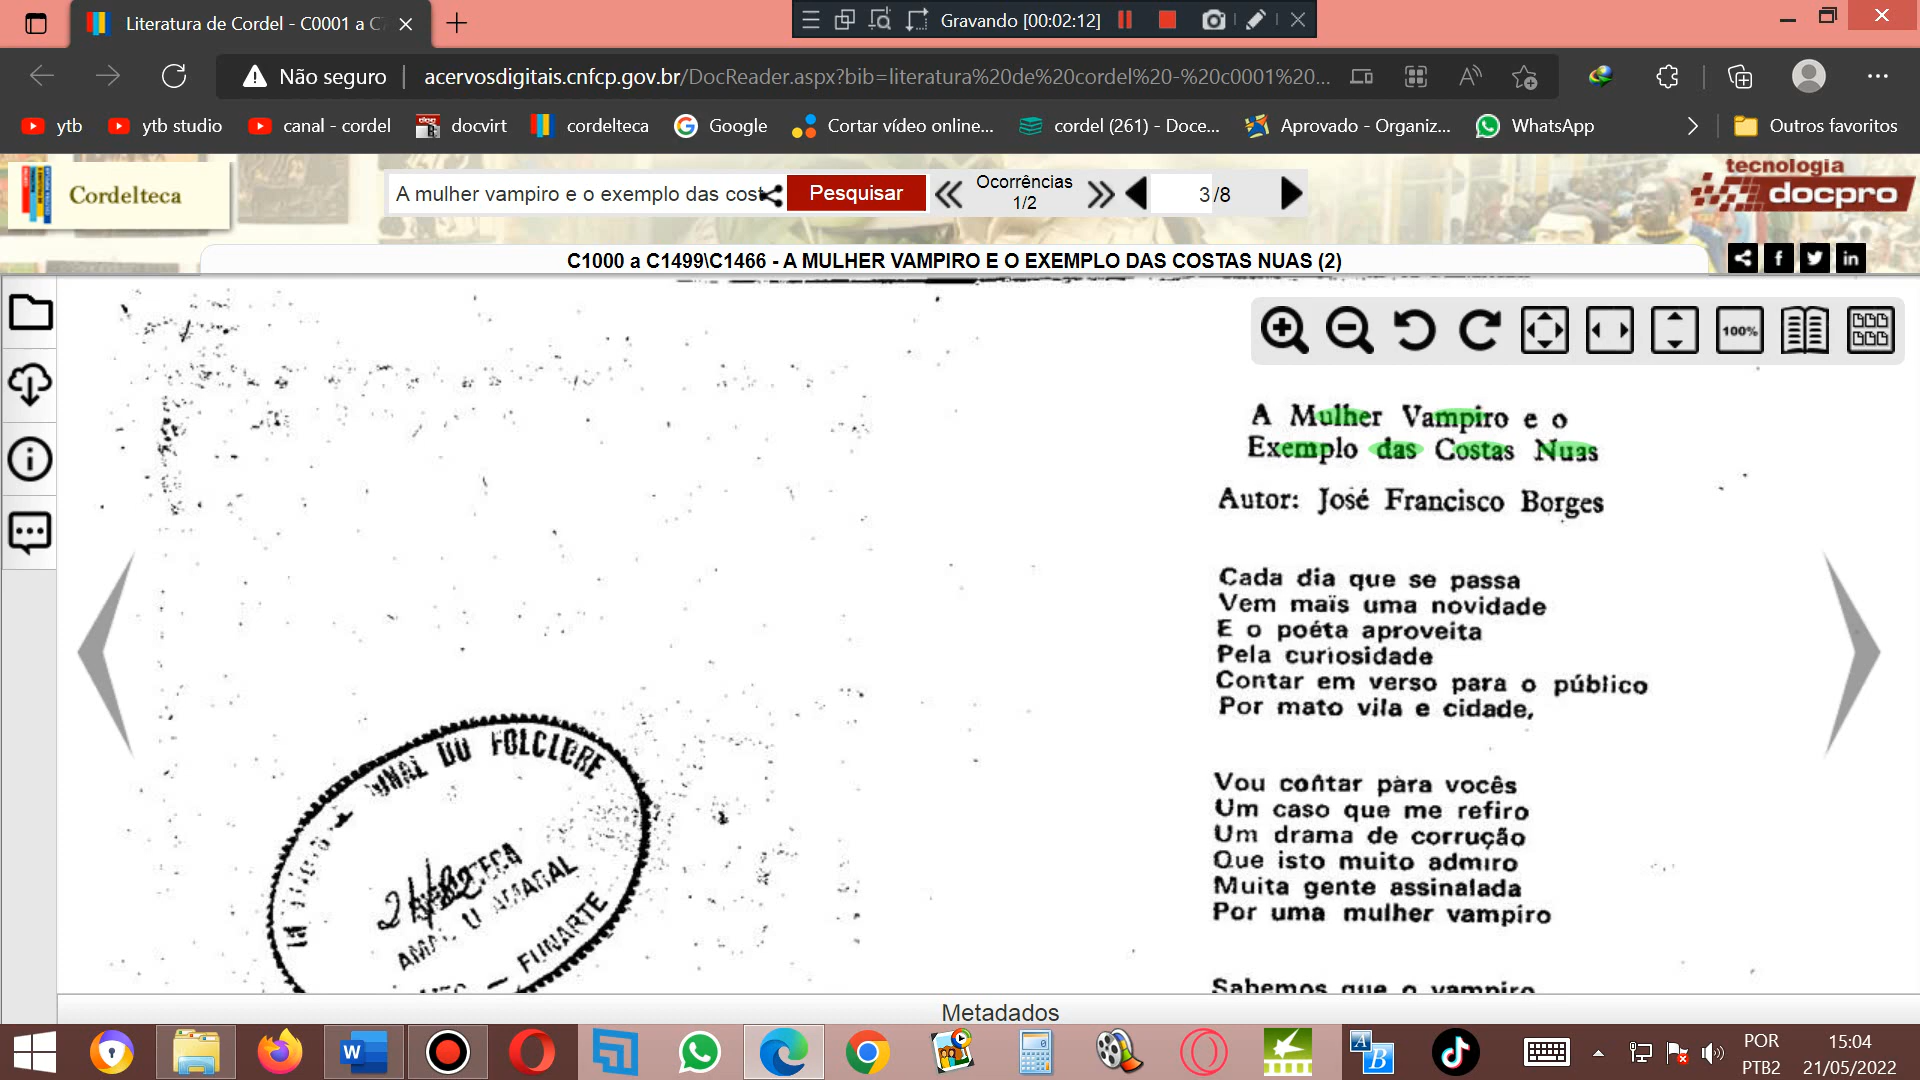 Literatura de Cordel - C0001 a C
Gravando [00:02:12]
Não seguro
acervosdigitais.cnfcp.gov.br/DocReader.aspx?bib=literatura%20de%20cordel%20-%20c0001%20...
ytb
ytb studio
canal - cordel
docvirt
cordelteca
Google
Cortar vídeo online...
cordel (261) - Doce...
Aprovado - Organiz...
WhatsApp
Outros favoritos
Cordelteca
A mulher vampiro e o exemplo das cost
Pesquisar
Ocorrências
1/2
3 /8
tecnologia
docpro
C1000 a C1499\C1466 - A MULHER VAMPIRO E O EXEMPLO DAS COSTAS NUAS (2)
100%
A Mulher Vampiro e o
Exemplo das Costas Nuas
Autor: José Francisco Borges
Cada dia que se passa
Vem mais uma novidade
E o poéta aproveita
Pela curiosidade
Contar em verso para o público
Por mato vila e cidade,
Vou contar para vocês
Um caso que me refiro
Um drama de corrução
Que isto muito admiro
Muita gente assinalada
Por uma mulher vampiro
Sabemos que o vampiro
DO FOLCLORE
AMARAL
FUNARTE
Metadados
POR
PTB2
15:04
21/05/2022